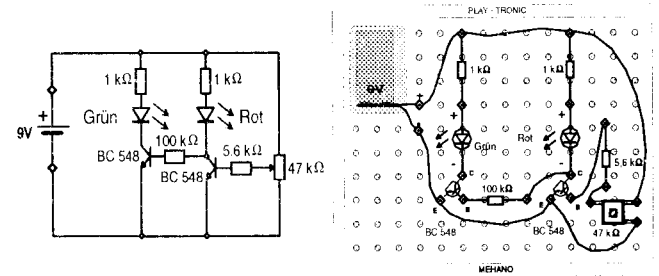 1 kΩ 1 kΩ
Grün Rot
+
9V
100 kΩ
BC 548
5.6 kΩ
BC 548
47 kΩ
PLAY - TRONIC
9V
+
-
1 kΩ 1 kΩ
+ +
Grün Rot
- -
5,6 kΩ
C C
100 kΩ
E B E B
BC 548 BC 548
47 kΩ
MEHANO